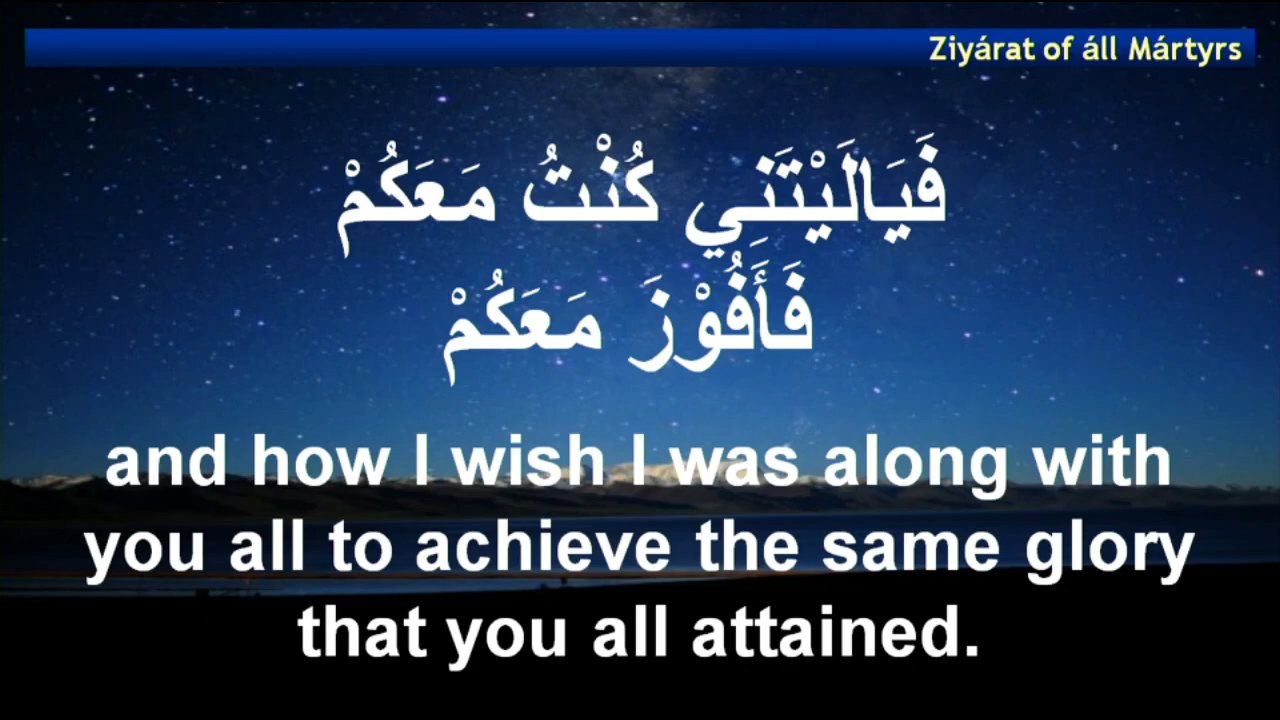 Ziyárat of áll Mártyrs
فَيَالَيْتَنِي كُنْتُ مَعَكُمْ
فَأَفُوْزَ مَعَكُمْ
and how I wish I was along with
you all to achieve the same glory
that you all attained.